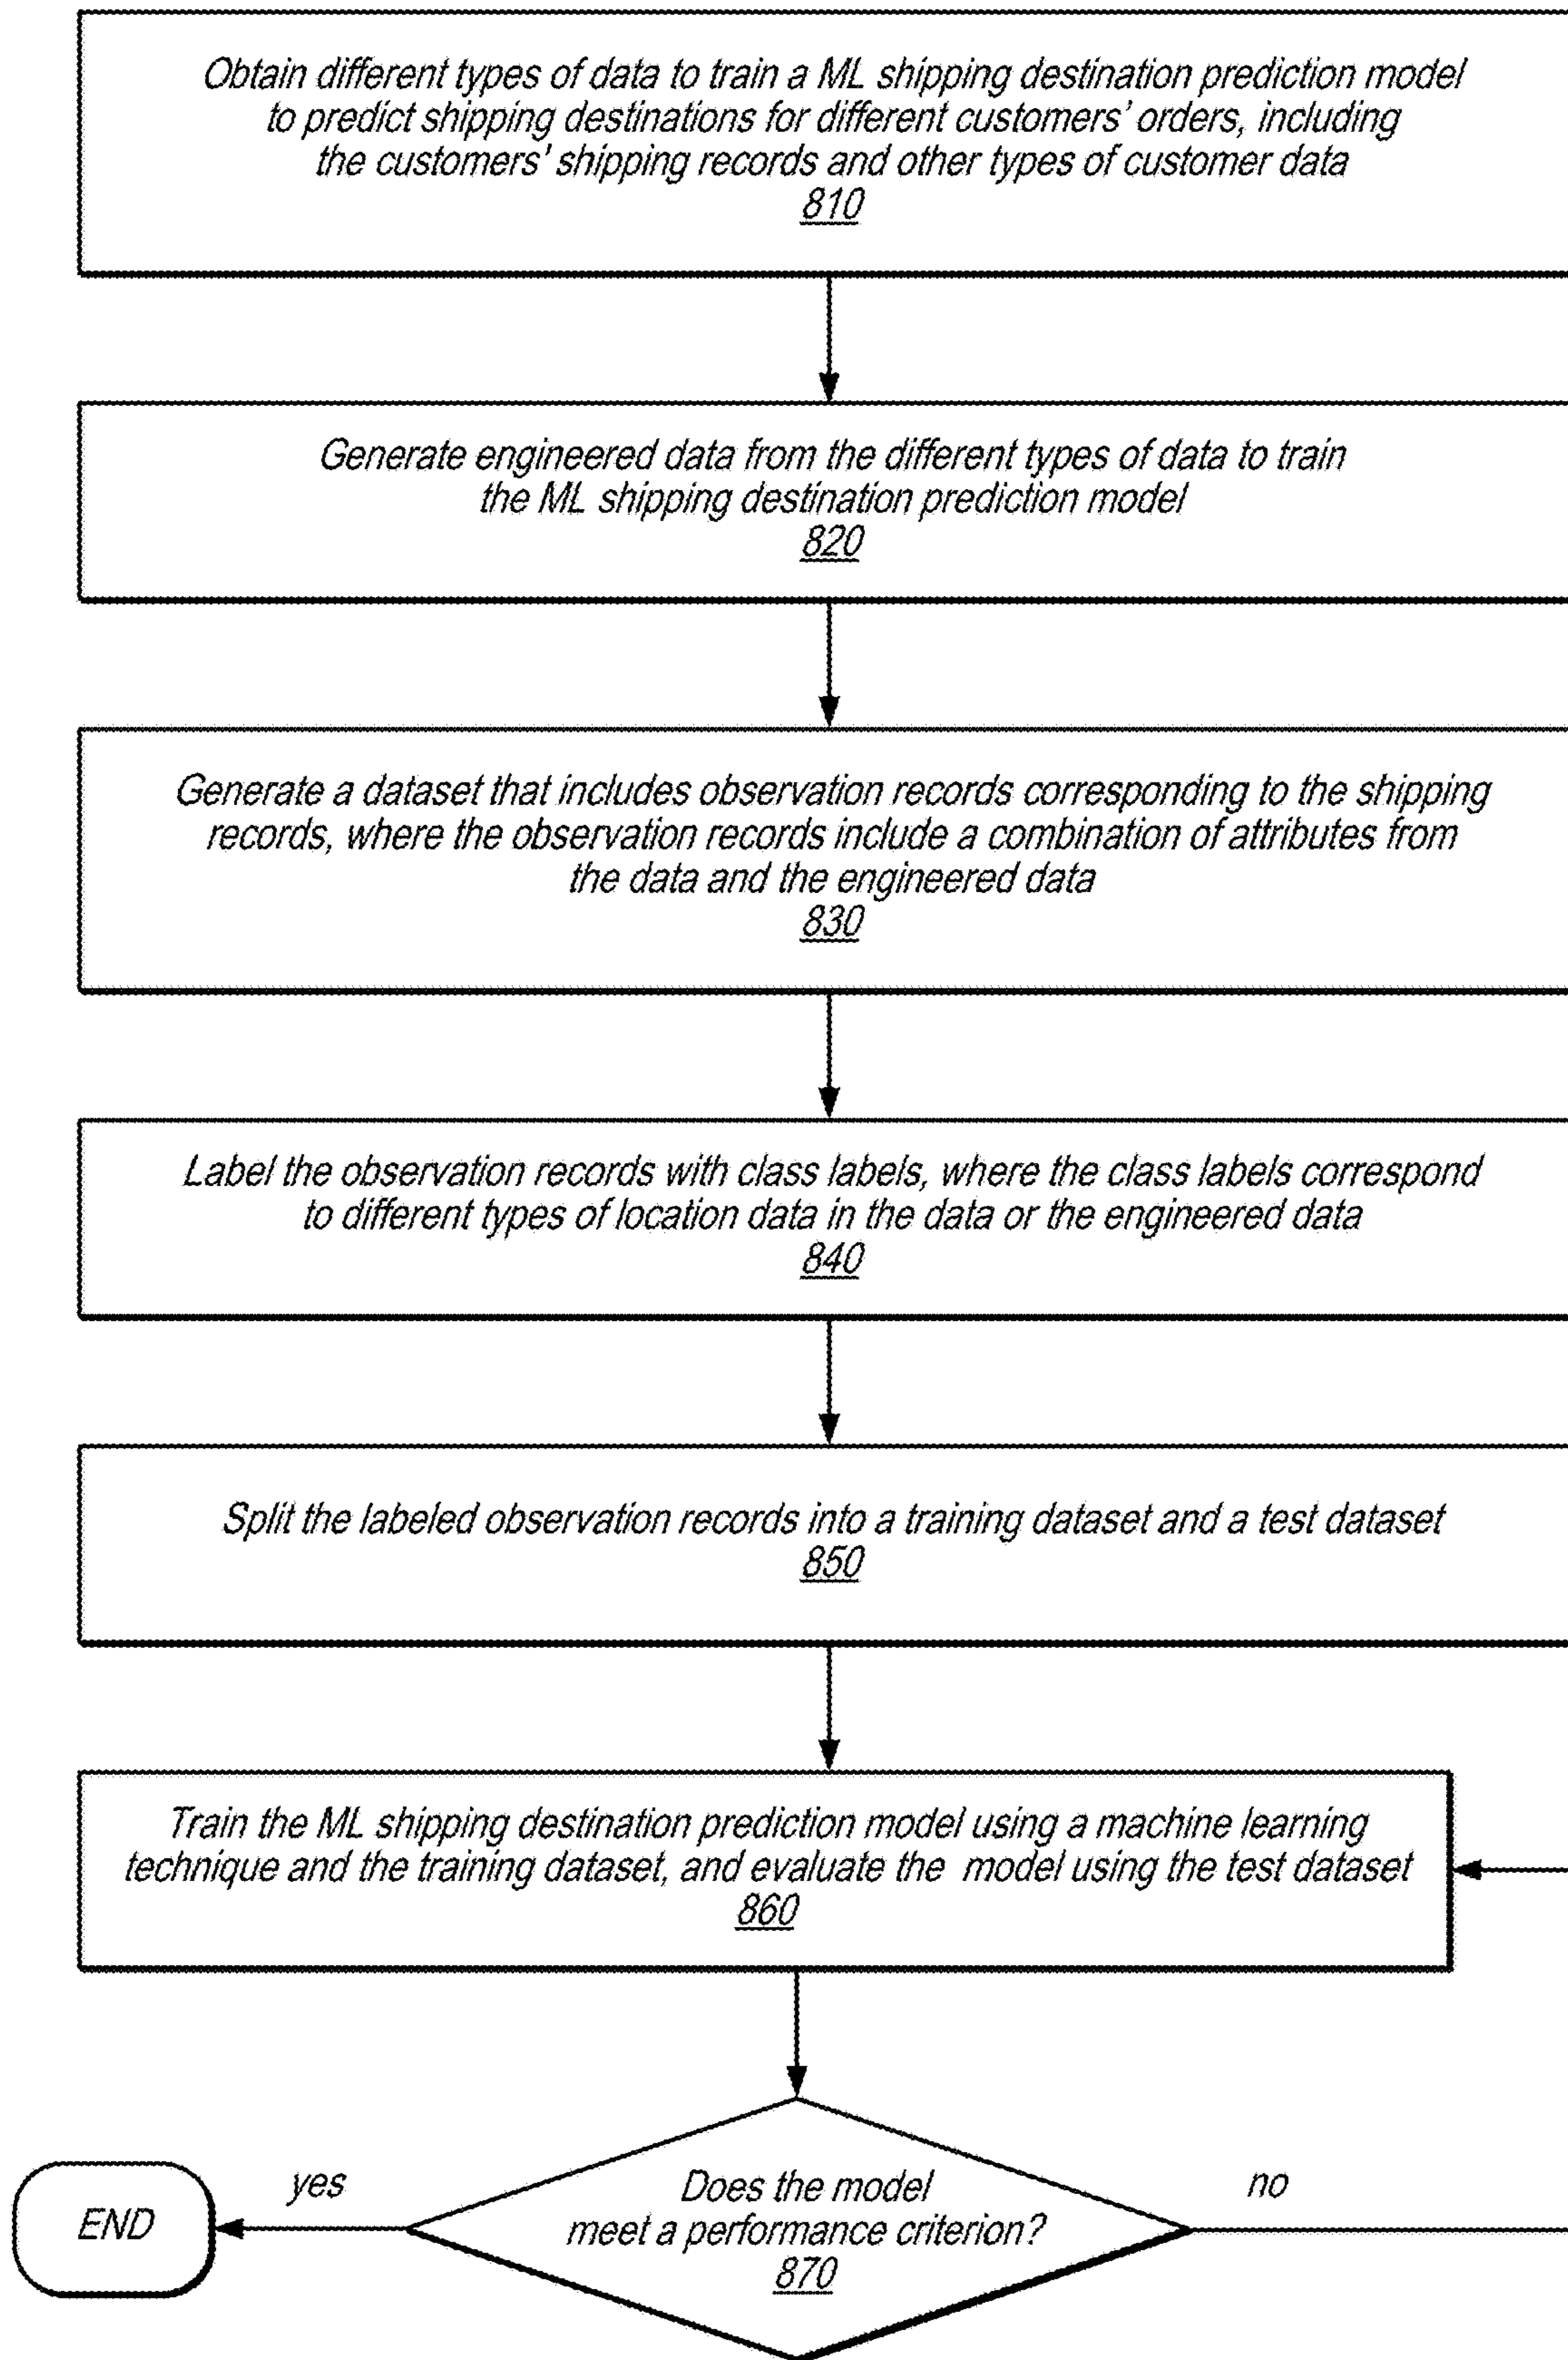 Obtain different types of data to train a ML shipping destination prediction model
to predict shipping destinations for different customers' orders, including
the customers' shipping records and other types of customer data
810
Generate engineered data from the different types of data to train
the ML shipping destination prediction model
820
Generate a dataset that includes observation records corresponding to the shipping
records, where the observation records include a combination of attributes from
the data and the engineered data
830
Label the observation records with class labels, where the class labels correspond
to different types of location data in the data or the engineered data
840
Split the labeled observation records into a training dataset and a test dataset
850
Train the ML shipping destination prediction model using a machine learning
technique and the training dataset, and evaluate the model using the test dataset
860
Does the model
meet a performance criterion?
870
yes
no
END